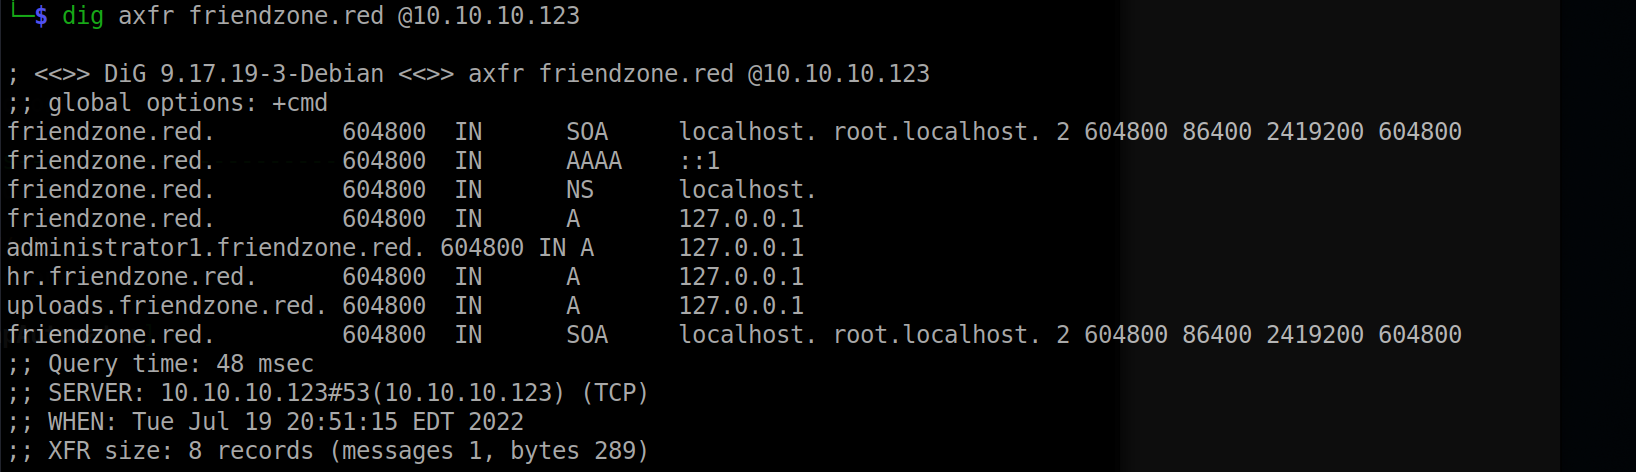 └─$ dig axfr friendzone.red @10.10.10.123
; <<>> DiG 9.17.19-3-Debian <<>> axfr friendzone.red @10.10.10.123
;; global options: +cmd
friendzone.red.         604800  IN      SOA     localhost. root.localhost. 2 604800 86400 2419200 604800
friendzone.red.         604800  IN      AAAA    ::1
friendzone.red.         604800  IN      NS      localhost.
friendzone.red.         604800  IN      A       127.0.0.1
administrator1.friendzone.red. 604800 IN A      127.0.0.1
hr.friendzone.red.      604800  IN      A       127.0.0.1
uploads.friendzone.red. 604800  IN      A       127.0.0.1
friendzone.red.         604800  IN      SOA     localhost. root.localhost. 2 604800 86400 2419200 604800
;; Query time: 48 msec
;; SERVER: 10.10.10.123#53(10.10.10.123) (TCP)
;; WHEN: Tue Jul 19 20:51:15 EDT 2022
;; XFR size: 8 records (messages 1, bytes 289)